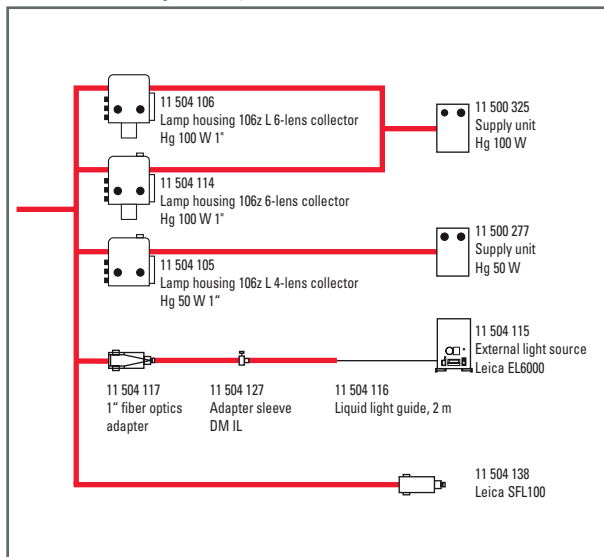 11 504 106
Lamp housing 106z L 6-lens collector
Hg 100 W 1"
11 500 325
Supply unit
Hg 100 W
11 504 114
Lamp housing 106z 6-lens collector
Hg 100 W 1"
11 500 277
Supply unit
Hg 50 W
11 504 105
Lamp housing 106z L 4-lens collector
Hg 50 W 1“
11 504 115
External light source
Leica EL6000
11 504 117
1“ fiber optics
adapter
11 504 127
Adapter sleeve
DM IL
11 504 116
Liquid light guide, 2 m
11 504 138
Leica SFL100